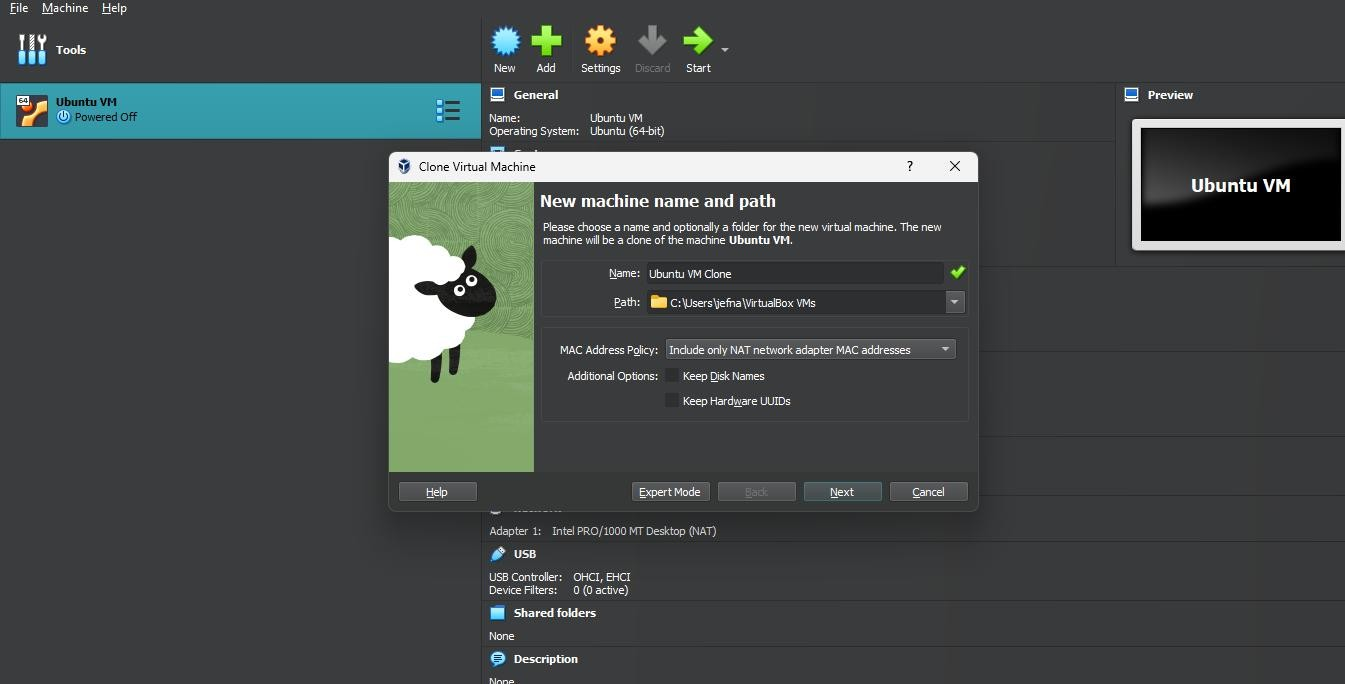 File Machine Help
Tools
New Add Settings Discard Start
64
Ubuntu VM
Powered Off
General
Name: Ubuntu VM
Operating System: Ubuntu (64-bit)
Preview
Ubuntu VM
Clone Virtual Machine ?
New machine name and path
Please choose a name and optionally a folder for the new virtual machine. The new
machine will be a clone of the machine Ubuntu VM.
Name: Ubuntu VM Clone
Path: C:\Users\jefna\VirtualBox VMs
MAC Address Policy: Include only NAT network adapter MAC addresses
Additional Options: Keep Disk Names
Keep Hardware UUIDs
Help Expert Mode Back Next Cancel
Adapter 1: Intel PRO/1000 MT Desktop (NAT)
USB
USB Controller: OHCI, EHCI
Device Filters: 0 (0 active)
Shared folders
None
Description
None